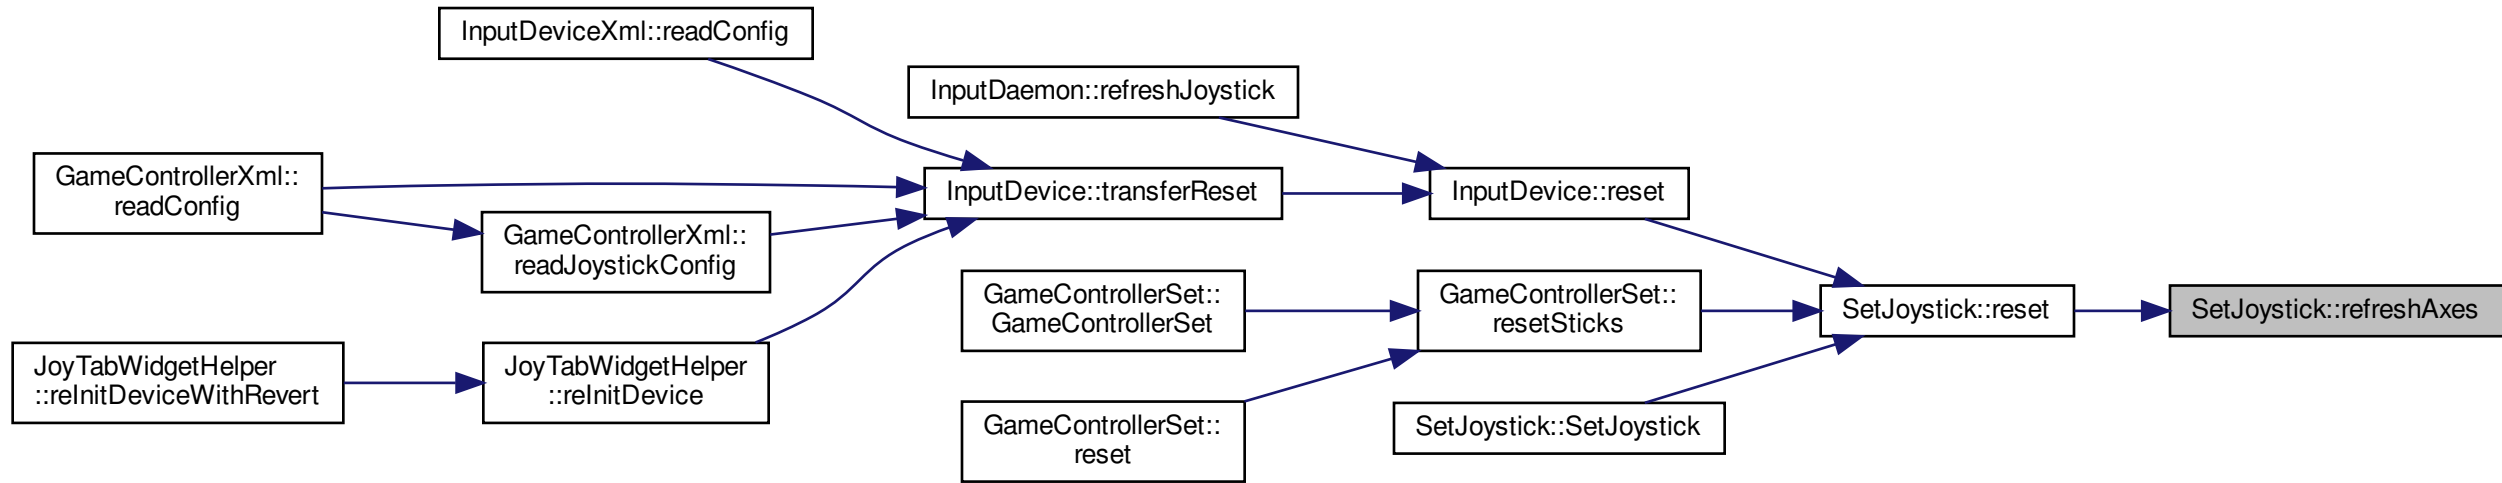 InputDeviceXml::readConfig
InputDaemon::refreshJoystick
GameControllerXml::
readConfig
InputDevice::transferReset
InputDevice::reset
GameControllerXml::
readJoystickConfig
GameControllerSet::
GameControllerSet
GameControllerSet::
resetSticks
SetJoystick::reset
SetJoystick::refreshAxes
JoyTabWidgetHelper
::reInitDeviceWithRevert
JoyTabWidgetHelper
::reInitDevice
GameControllerSet::
reset
SetJoystick::SetJoystick